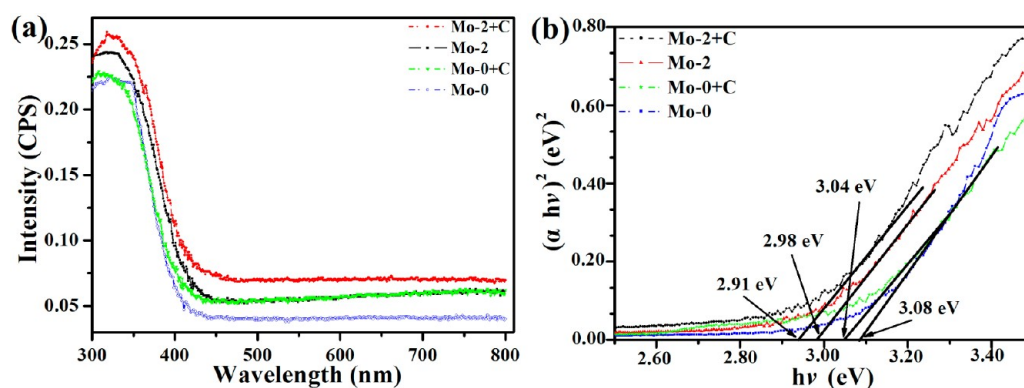 (a)
Mo-2+C
Mo-2
Mo-0+C
Mo-0
Intensity (CPS)
0.25
0.20
0.15
0.10
0.05
300 400 500 600 700 800
Wavelength (nm)
(b)
Mo-2+C
Mo-2
Mo-0+C
Mo-0
(α hν)² (eV)²
0.80
0.60
0.40
0.20
0.00
3.04 eV
2.98 eV
2.91 eV
3.08 eV
2.60 2.80 3.00 3.20 3.40
hν (eV)